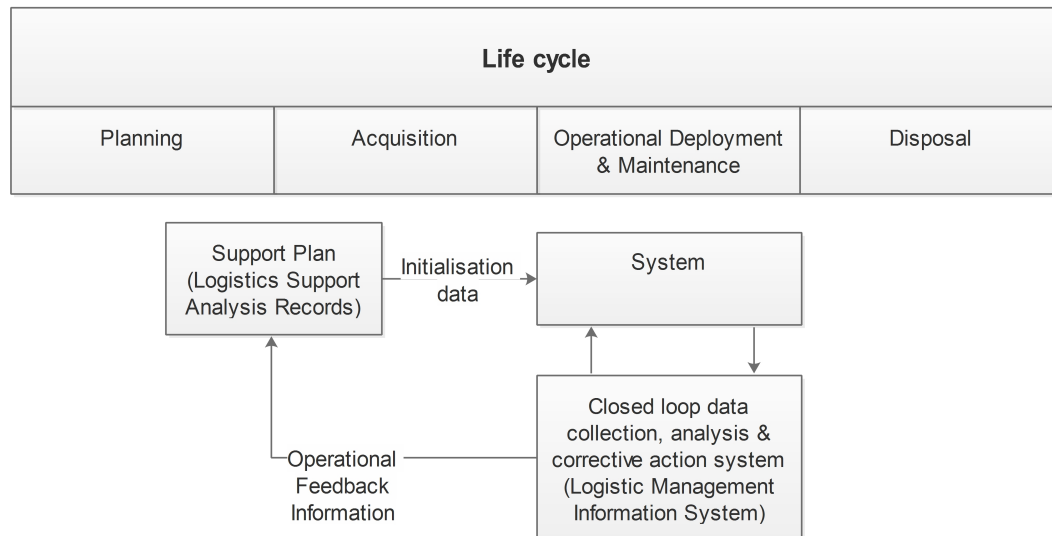 Life cycle
Planning
Acquisition
Operational Deployment
& Maintenance
Disposal
Support Plan
(Logistics Support
Analysis Records)
Initialisation
data
System
Closed loop data
collection, analysis &
corrective action system
(Logistic Management
Information System)
Operational
Feedback
Information